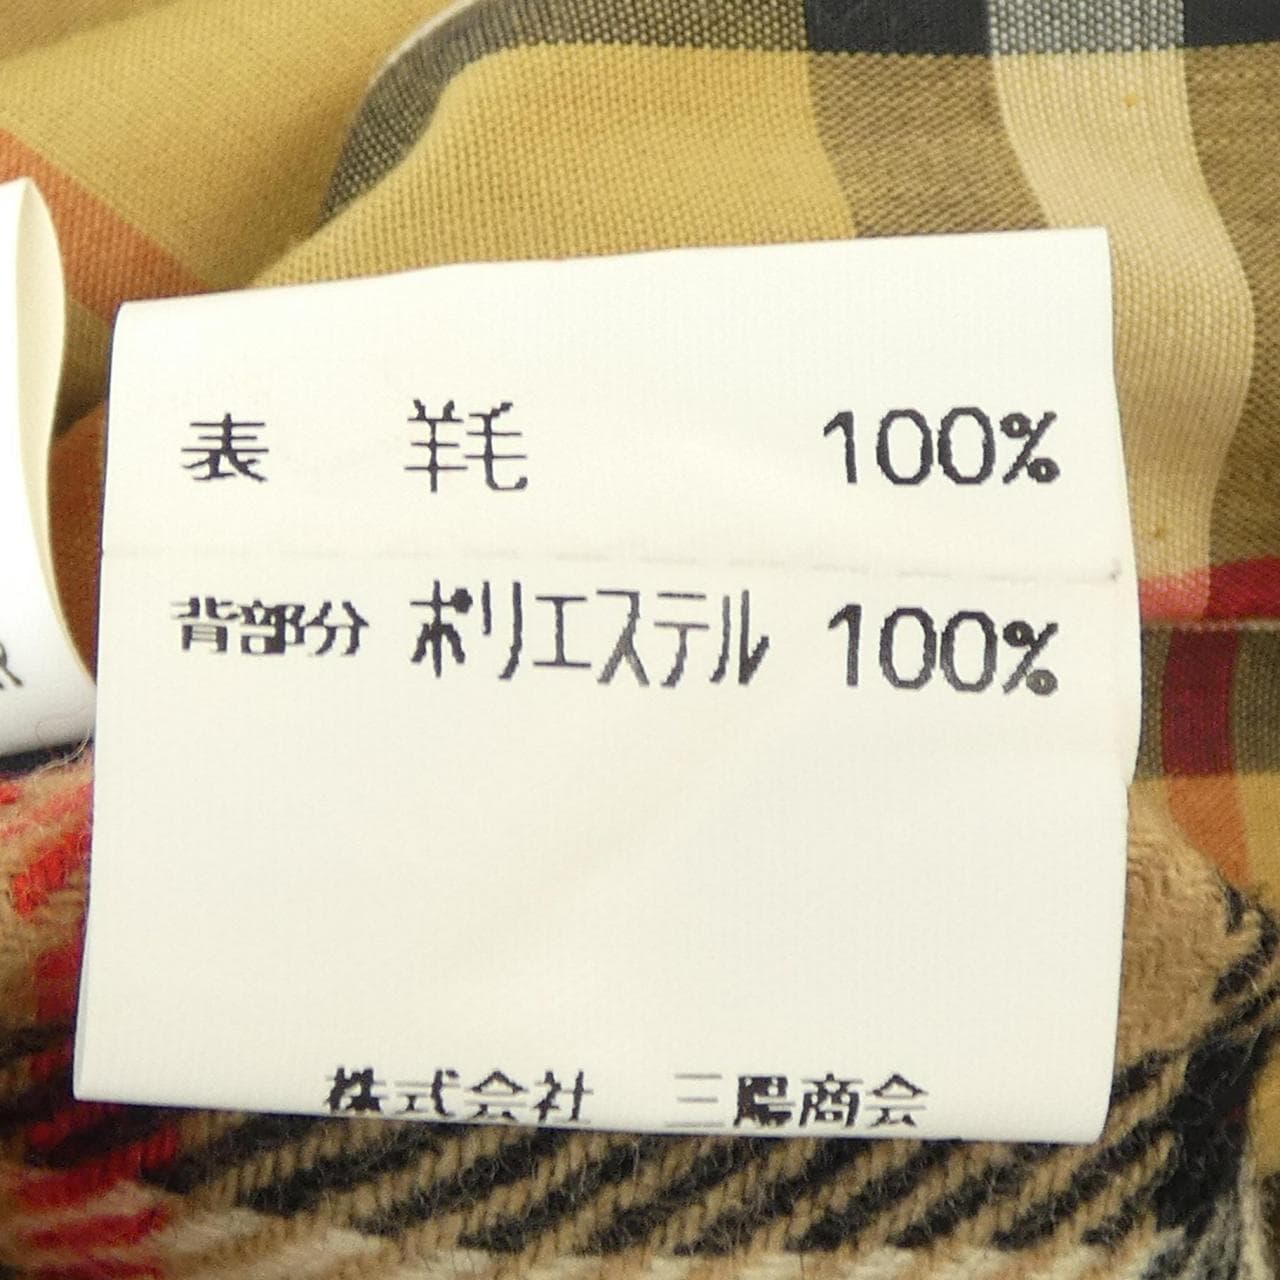 表 羊毛 100%
背部分 ポリエステル 100%
株式会社 三陽商会
R